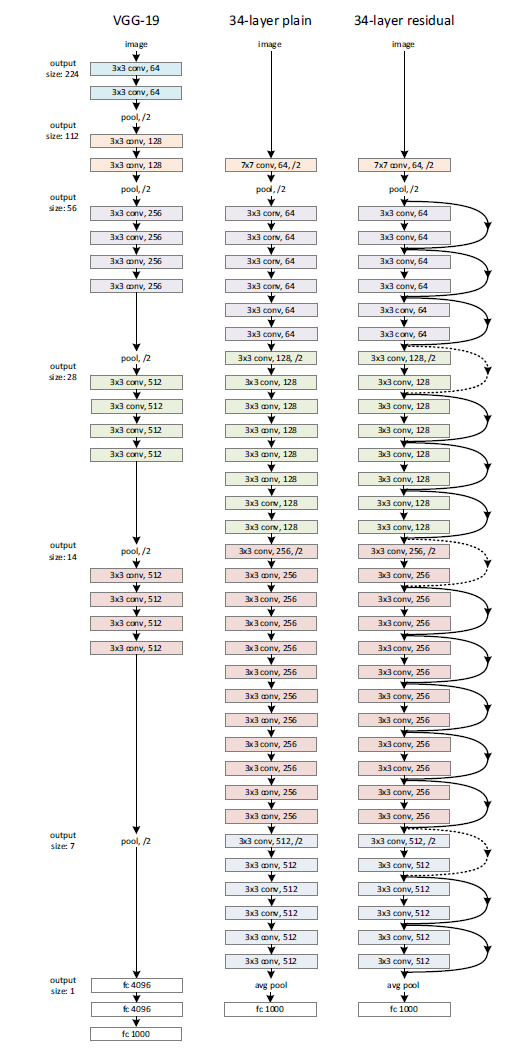 VGG-19
image
output
size: 224
3x3 conv, 64
3x3 conv, 64
pool, /2
output
size: 112
3x3 conv, 128
3x3 conv, 128
pool, /2
output
size: 56
3x3 conv, 256
3x3 conv, 256
3x3 conv, 256
3x3 conv, 256
pool, /2
output
size: 28
3x3 conv, 512
3x3 conv, 512
3x3 conv, 512
3x3 conv, 512
pool, /2
output
size: 14
3x3 conv, 512
3x3 conv, 512
3x3 conv, 512
3x3 conv, 512
pool, /2
output
size: 7
output
size: 1
fc 4096
fc 4096
fc 1000
34-layer plain
image
7x7 conv, 64, /2
pool, /2
3x3 conv, 64
3x3 conv, 64
3x3 conv, 64
3x3 conv, 64
3x3 conv, 64
3x3 conv, 64
3x3 conv, 128, /2
3x3 conv, 128
3x3 conv, 128
3x3 conv, 128
3x3 conv, 128
3x3 conv, 128
3x3 conv, 128
3x3 conv, 128
3x3 conv, 256, /2
3x3 conv, 256
3x3 conv, 256
3x3 conv, 256
3x3 conv, 256
3x3 conv, 256
3x3 conv, 256
3x3 conv, 256
3x3 conv, 256
3x3 conv, 256
3x3 conv, 256
3x3 conv, 256
3x3 conv, 512, /2
3x3 conv, 512
3x3 conv, 512
3x3 conv, 512
3x3 conv, 512
3x3 conv, 512
avg pool
fc 1000
34-layer residual
image
7x7 conv, 64, /2
pool, /2
3x3 conv, 64
3x3 conv, 64
3x3 conv, 64
3x3 conv, 64
3x3 conv, 64
3x3 conv, 64
3x3 conv, 128, /2
3x3 conv, 128
3x3 conv, 128
3x3 conv, 128
3x3 conv, 128
3x3 conv, 128
3x3 conv, 128
3x3 conv, 128
3x3 conv, 256, /2
3x3 conv, 256
3x3 conv, 256
3x3 conv, 256
3x3 conv, 256
3x3 conv, 256
3x3 conv, 256
3x3 conv, 256
3x3 conv, 256
3x3 conv, 256
3x3 conv, 256
3x3 conv, 256
3x3 conv, 512, /2
3x3 conv, 512
3x3 conv, 512
3x3 conv, 512
3x3 conv, 512
3x3 conv, 512
avg pool
fc 1000